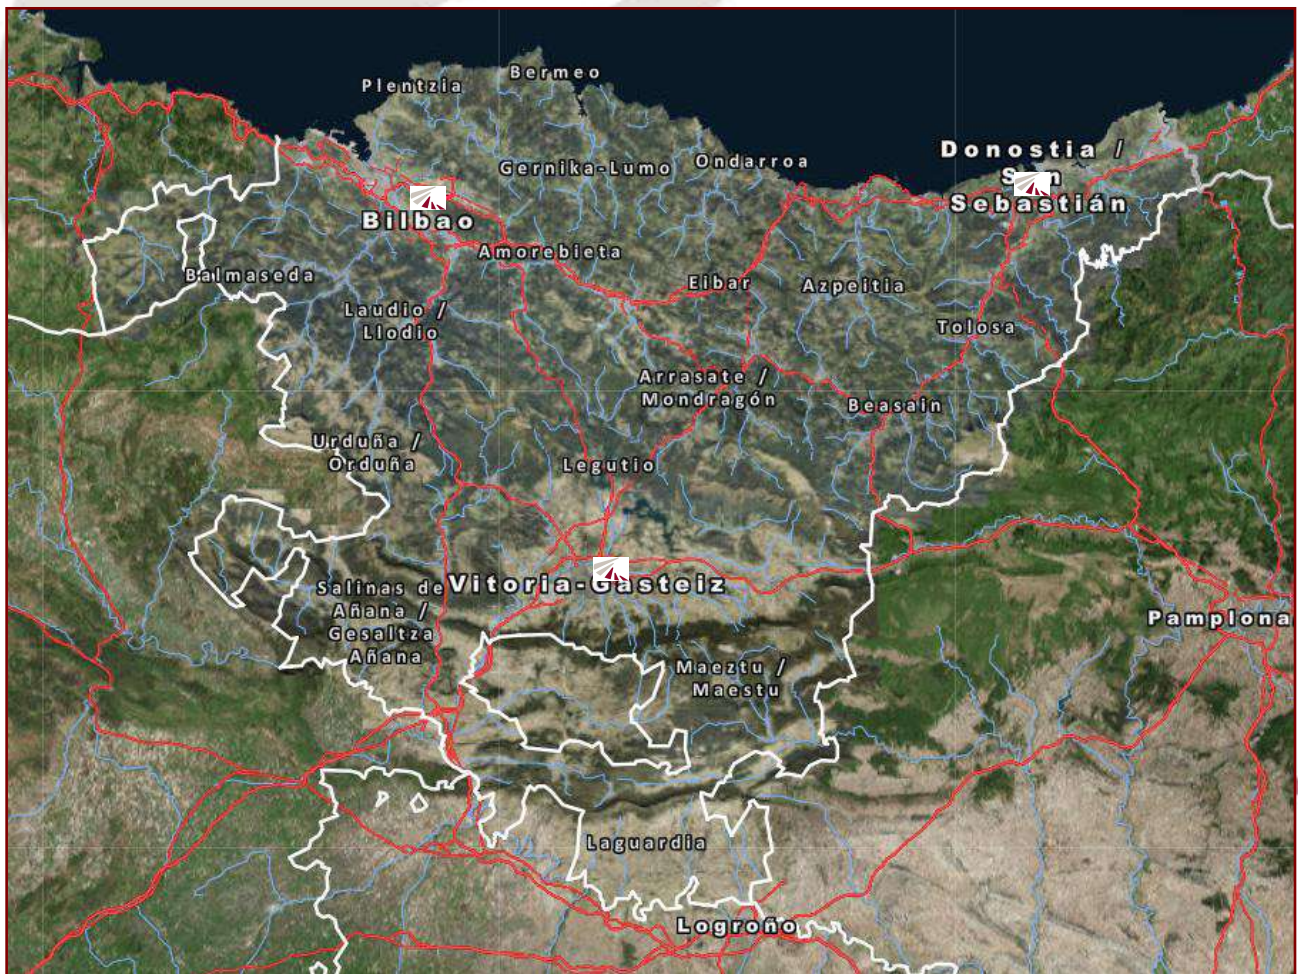 Bermeo
Plentzia
Donostia /
San
Sebastián
Gernika-Lumo
Ondarroa
Bilbao
Amorebieta
Balmaseda
Eibar
Azpeitia
Laudio /
Llodio
Tolosa
Arrasate /
Mondragón
Beasain
Urduña /
Orduña
Legutio
Vitoria-Gasteiz
Salinas de
Añana /
Gesaltza
Añana
Pamplona
Maeztu /
Maestu
Laguardia
Logroño